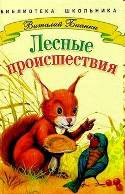 БИБЛИОТЕКА ШКОЛЬНИКА
Виталий Бианки
Лесные
происшествия